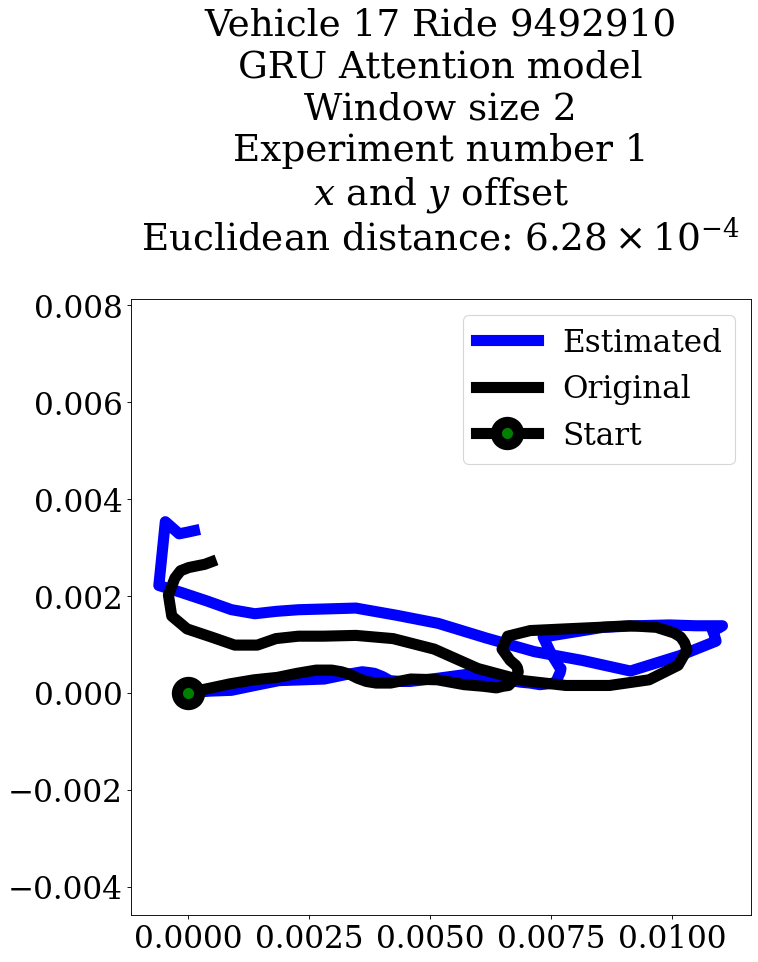 Vehicle 17 Ride 9492910
GRU Attention model
Window size 2
Experiment number 1
x and y offset
Euclidean distance: 6.28 × 10⁻⁴
0.008
0.006
0.004
0.002
0.000
−0.002
−0.004
Estimated
Original
Start
0.0000 0.0025 0.0050 0.0075 0.0100